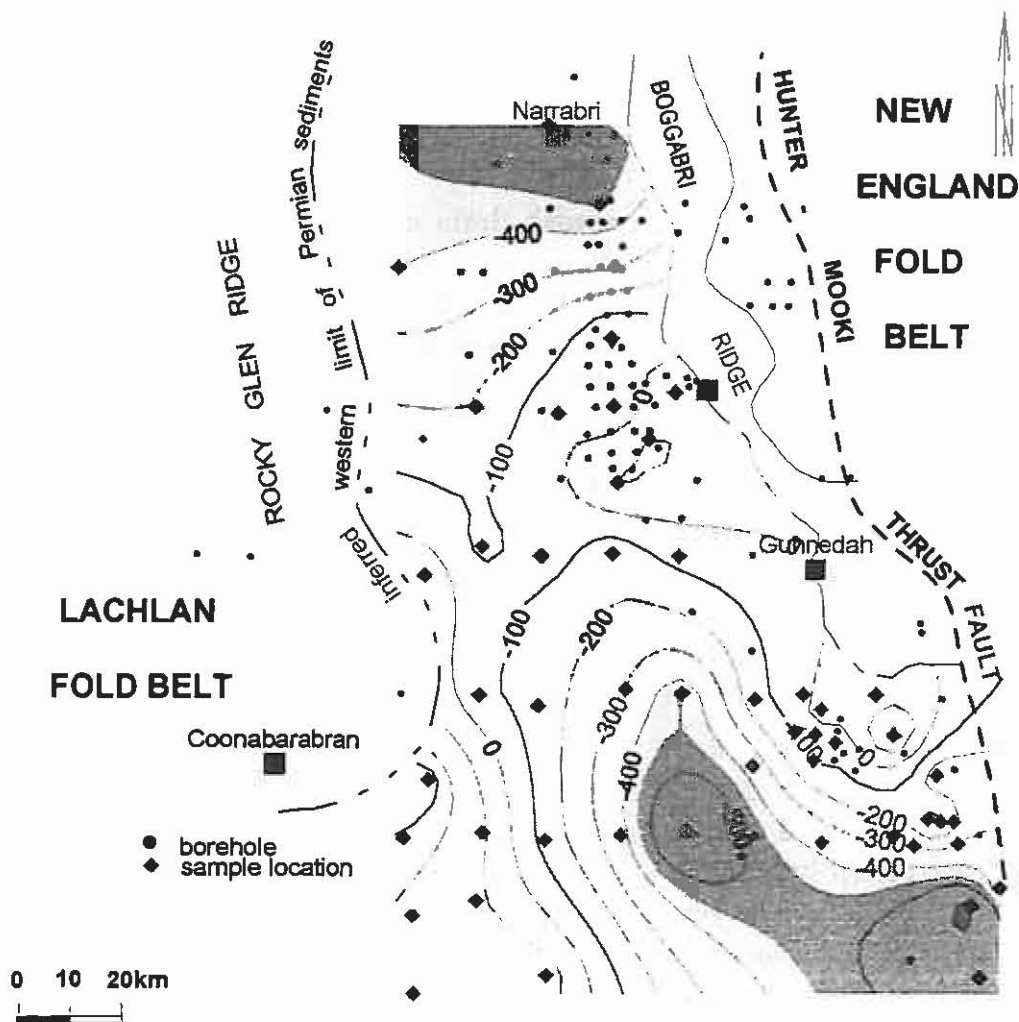 N
NEW
ENGLAND
FOLD
BELT
HUNTER
MOOKI
THRUST
FAULT
Narrabri
BOGGABRI
RIDGE
western limit of Permian sediments
inferred
ROCKY GLEN RIDGE
-400
-300
-200
0
-100
Gunnedah
0
LACHLAN
FOLD BELT
-100
-200
-300
-400
0
Coonabarabran
0
-200
-300
-400
borehole
sample location
0 10 20km